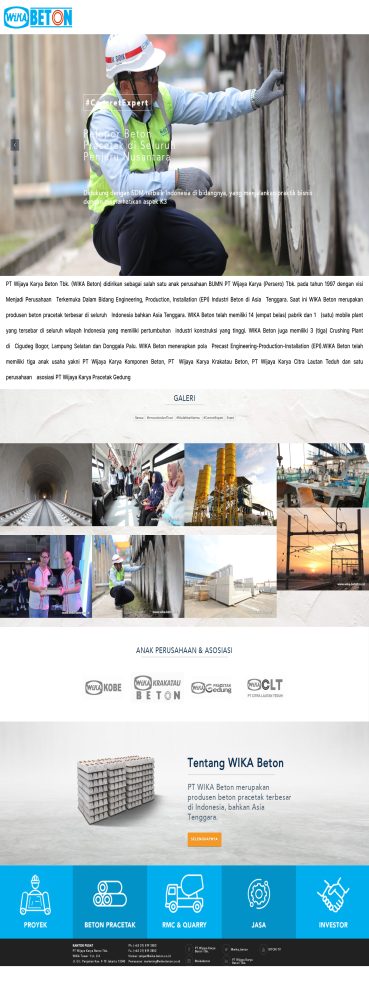 WIKA BETON
#ConcretExpert
Pelopor Beton
Pracetak di Seluruh
Penjuru Nusantara
Didukung dengan SDM terbaik Indonesia di bidangnya, yang menjalankan praktik bisnis
dengan memperhatikan aspek K3
PT Wijaya Karya Beton Tbk. (WIKA Beton) didirikan sebagai salah satu anak perusahaan BUMN PT Wijaya Karya (Persero) Tbk. pada tahun 1997 dengan visi
Menjadi Perusahaan Terkemuka Dalam Bidang Engineering, Production, Installation (EPI) Industri Beton di Asia Tenggara. Saat ini WIKA Beton merupakan
produsen beton pracetak terbesar di seluruh Indonesia bahkan Asia Tenggara. WIKA Beton telah memiliki 14 (empat belas) pabrik dan 1 (satu) mobile plant
yang tersebar di seluruh wilayah Indonesia yang memiliki pertumbuhan Industri konstruksi yang tinggi. WIKA Beton juga memiliki 3 (tiga) Crushing Plant
di Cigudeg Bogor, Lampung Selatan dan Donggala Palu. WIKA Beton menerapkan pola Precast Engineering-Production-Installation (EPI).WIKA Beton telah
memiliki tiga anak usaha yakni PT Wijaya Karya Komponen Beton, PT Wijaya Karya Krakatau Beton, PT Wijaya Karya Citra Lautan Teduh dan satu
perusahaan asosiasi PT Wijaya Karya Pracetak Gedung
GALERI
ANAK PERUSAHAAN & ASOSIASI
WIKA KOBE
WIKA KRAKATAU
BETON
WIKA Gedung
WIKA CLT
PT CITRA LAUTAN TEDUH
Tentang WIKA Beton
PT WIKA Beton merupakan
produsen beton pracetak terbesar
di Indonesia, bahkan Asia
Tenggara.
SELENGKAPNYA
PROYEK
BETON PRACETAK
RMC & QUARRY
JASA
INVESTOR
KANTOR PUSAT
PT Wijaya Karya Beton Tbk.